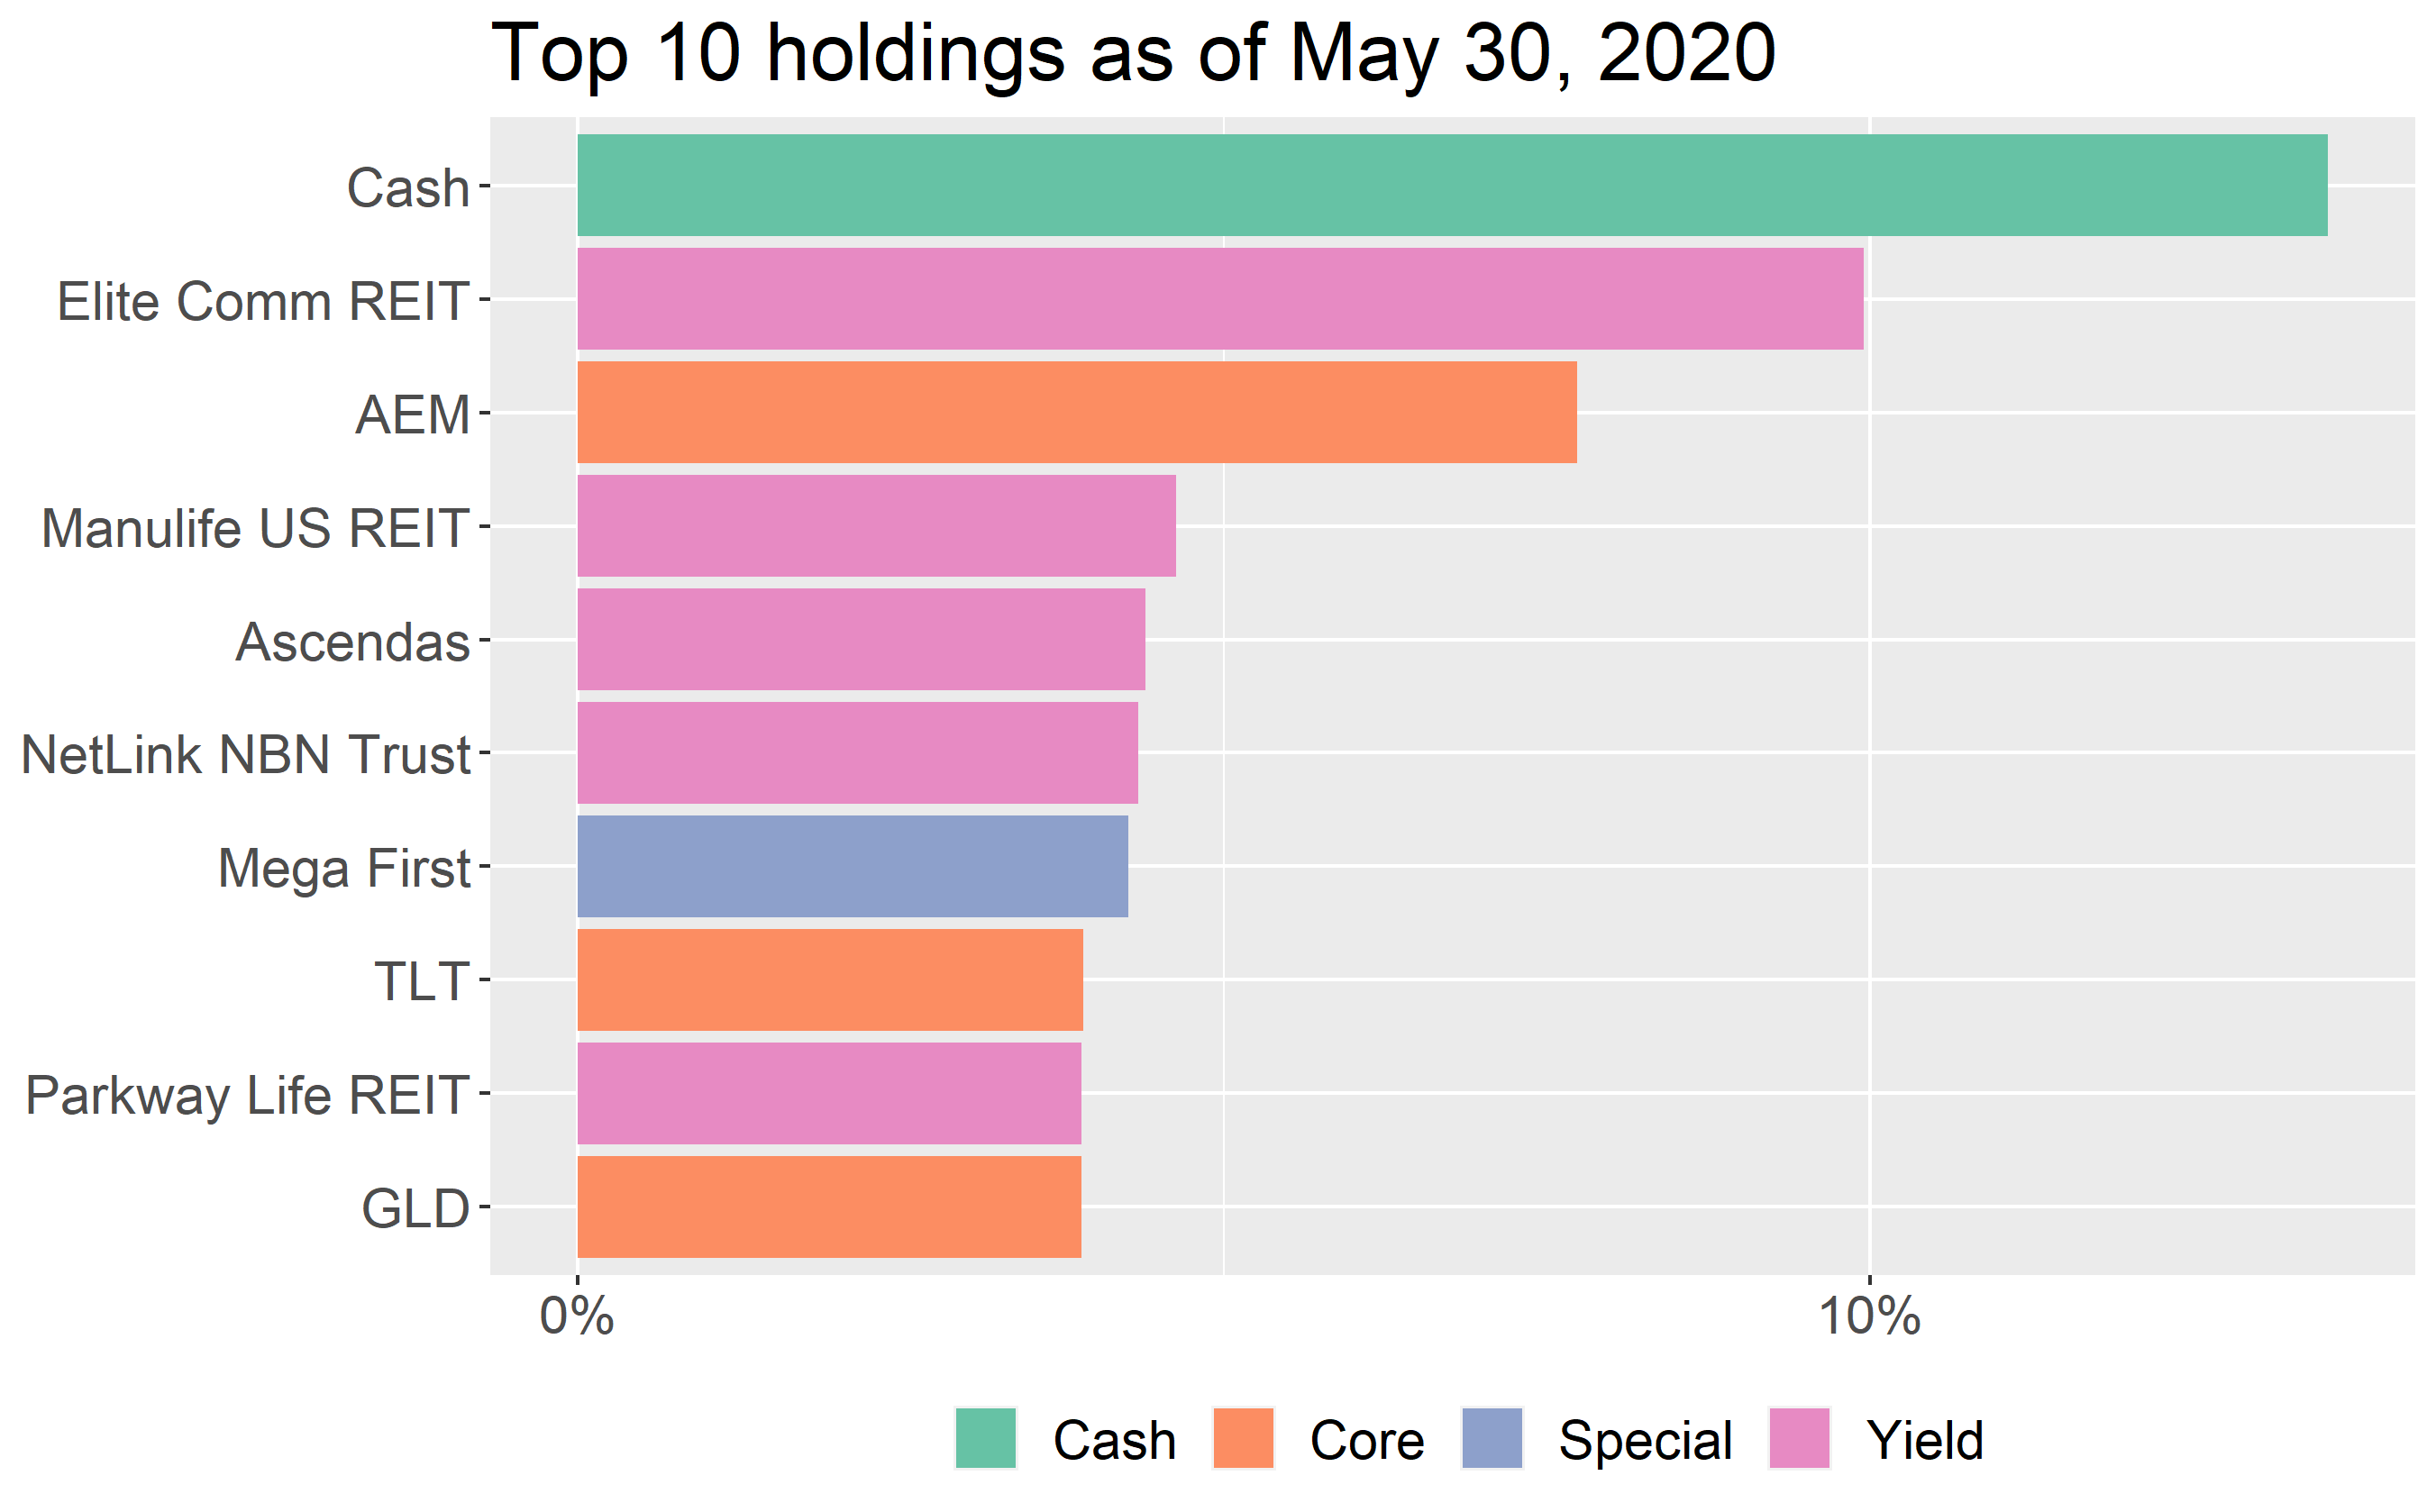 Top 10 holdings as of May 30, 2020
Cash
Elite Comm REIT
AEM
Manulife US REIT
Ascendas
NetLink NBN Trust
Mega First
TLT
Parkway Life REIT
GLD
0% 10%
Cash Core Special Yield